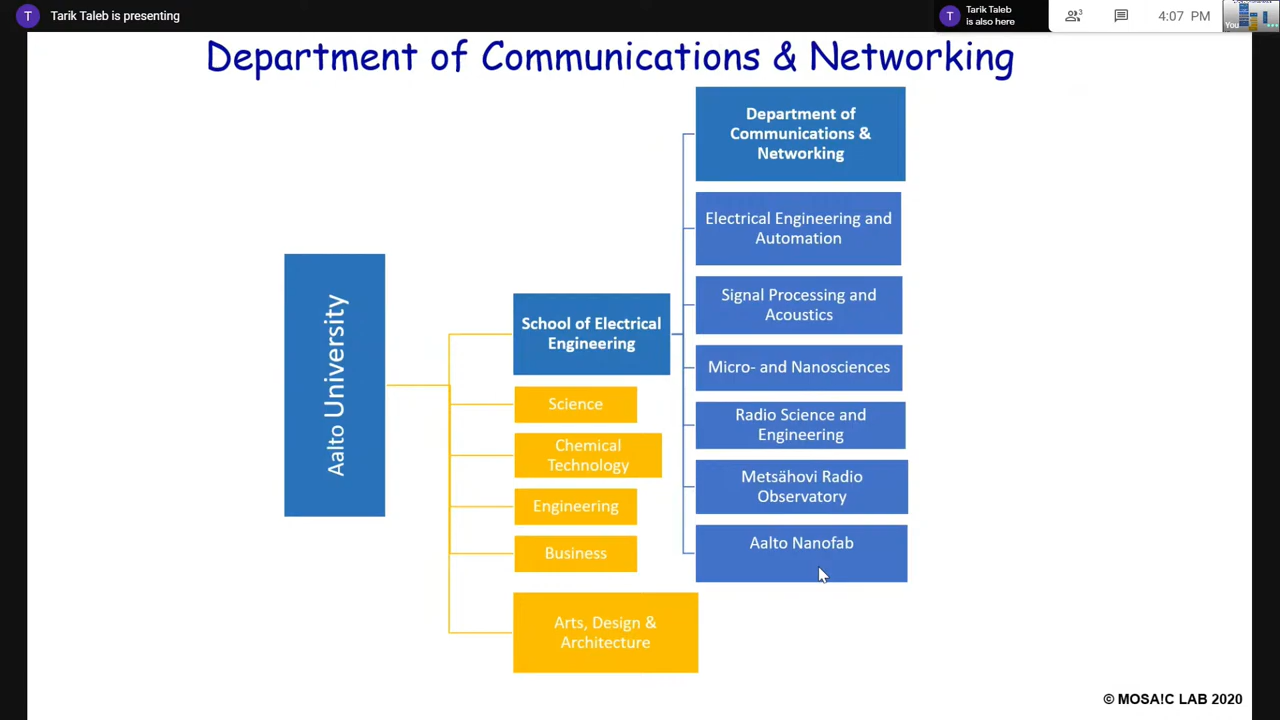 Tarik Taleb is presenting
Tarik Taleb
is also here
3
4:07 PM
You
Department of Communications & Networking
Aalto University
School of Electrical
Engineering
Science
Chemical
Technology
Engineering
Business
Arts, Design &
Architecture
Department of
Communications &
Networking
Electrical Engineering and
Automation
Signal Processing and
Acoustics
Micro- and Nanosciences
Radio Science and
Engineering
Metsähovi Radio
Observatory
Aalto Nanofab
© MOSA!C LAB 2020